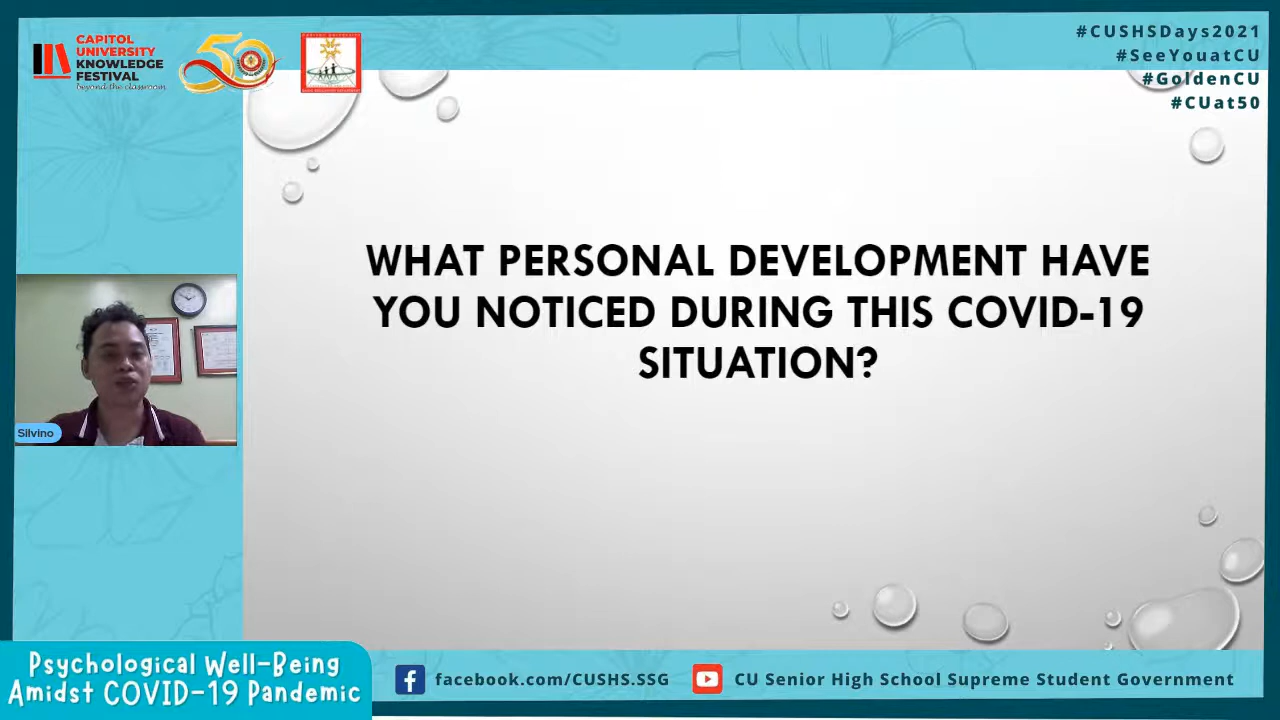 CAPITOL
UNIVERSITY
KNOWLEDGE
FESTIVAL
beyond the classroom
50
#CUSHSDays2021
#SeeYouatCU
#GoldenCU
#CUat50
WHAT PERSONAL DEVELOPMENT HAVE
YOU NOTICED DURING THIS COVID-19
SITUATION?
Silvino
Psychological Well-Being
Amidst COVID-19 Pandemic
facebook.com/CUSHS.SSG
CU Senior High School Supreme Student Government